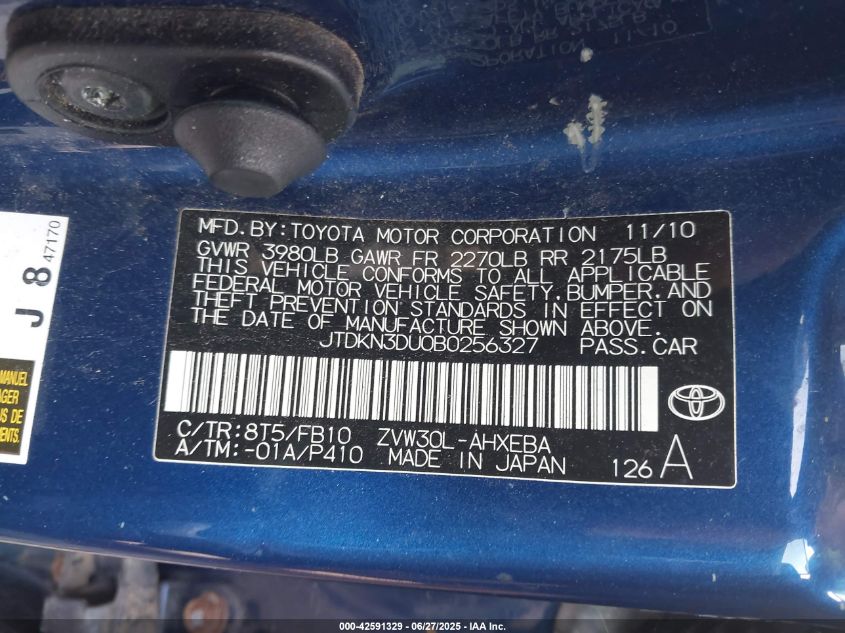 MFD.BY:TOYOTA MOTOR CORPORATION 11/10
GVWR 3980LB GAWR FR 2270LB RR 2175LB
THIS VEHICLE CONFORMS TO ALL APPLICABLE
FEDERAL MOTOR VEHICLE SAFETY,BUMPER,AND
THEFT PREVENTION STANDARDS IN EFFECT ON
THE DATE OF MANUFACTURE SHOWN ABOVE.
JTDKN3DU0B0256327 PASS.CAR
C/TR:8T5/FB10 ZVW30L-AHXEBA
A/TM:-01A/P410 MADE IN JAPAN 126 A
J 8 47170
MANUEL
DE
000-42591329 - 06/27/2025 - IAA Inc.